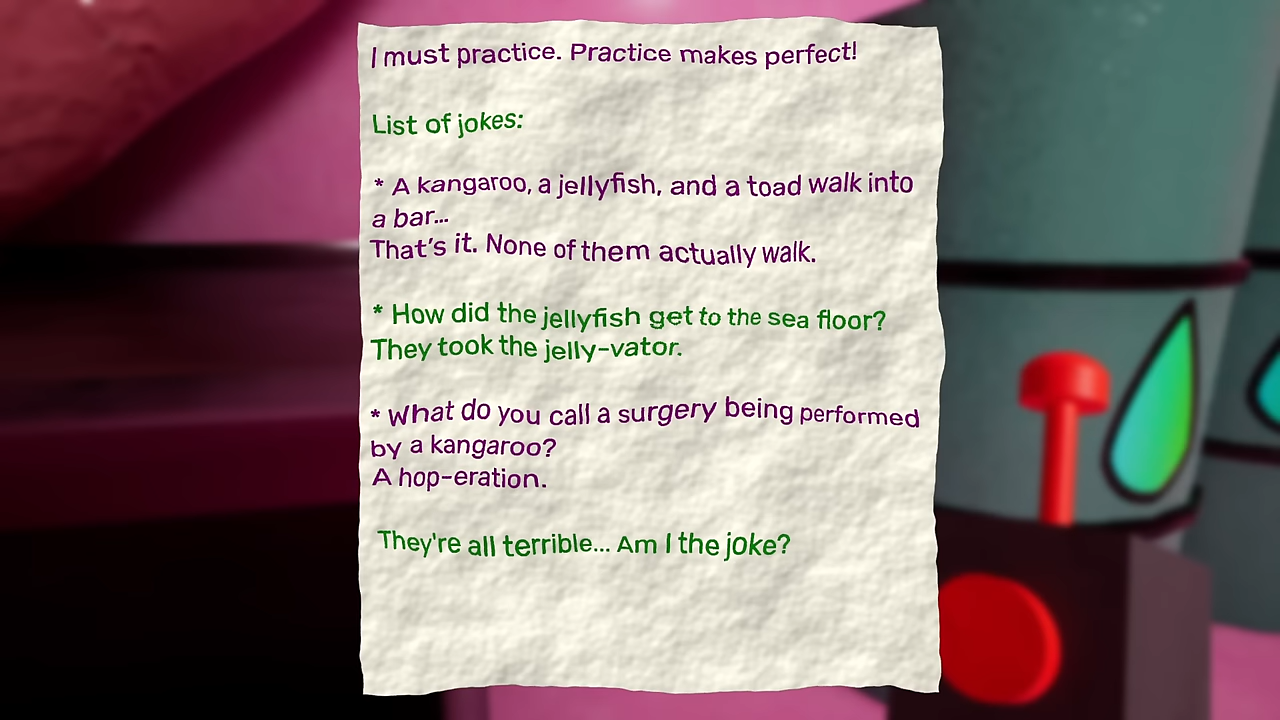 I must practice. Practice makes perfect!
List of jokes:
* A kangaroo, a jellyfish, and a toad walk into
a bar...
That's it. None of them actually walk.
* How did the jellyfish get to the sea floor?
They took the jelly-vator.
* What do you call a surgery being performed
by a kangaroo?
A hop-eration.
They're all terrible... Am I the joke?